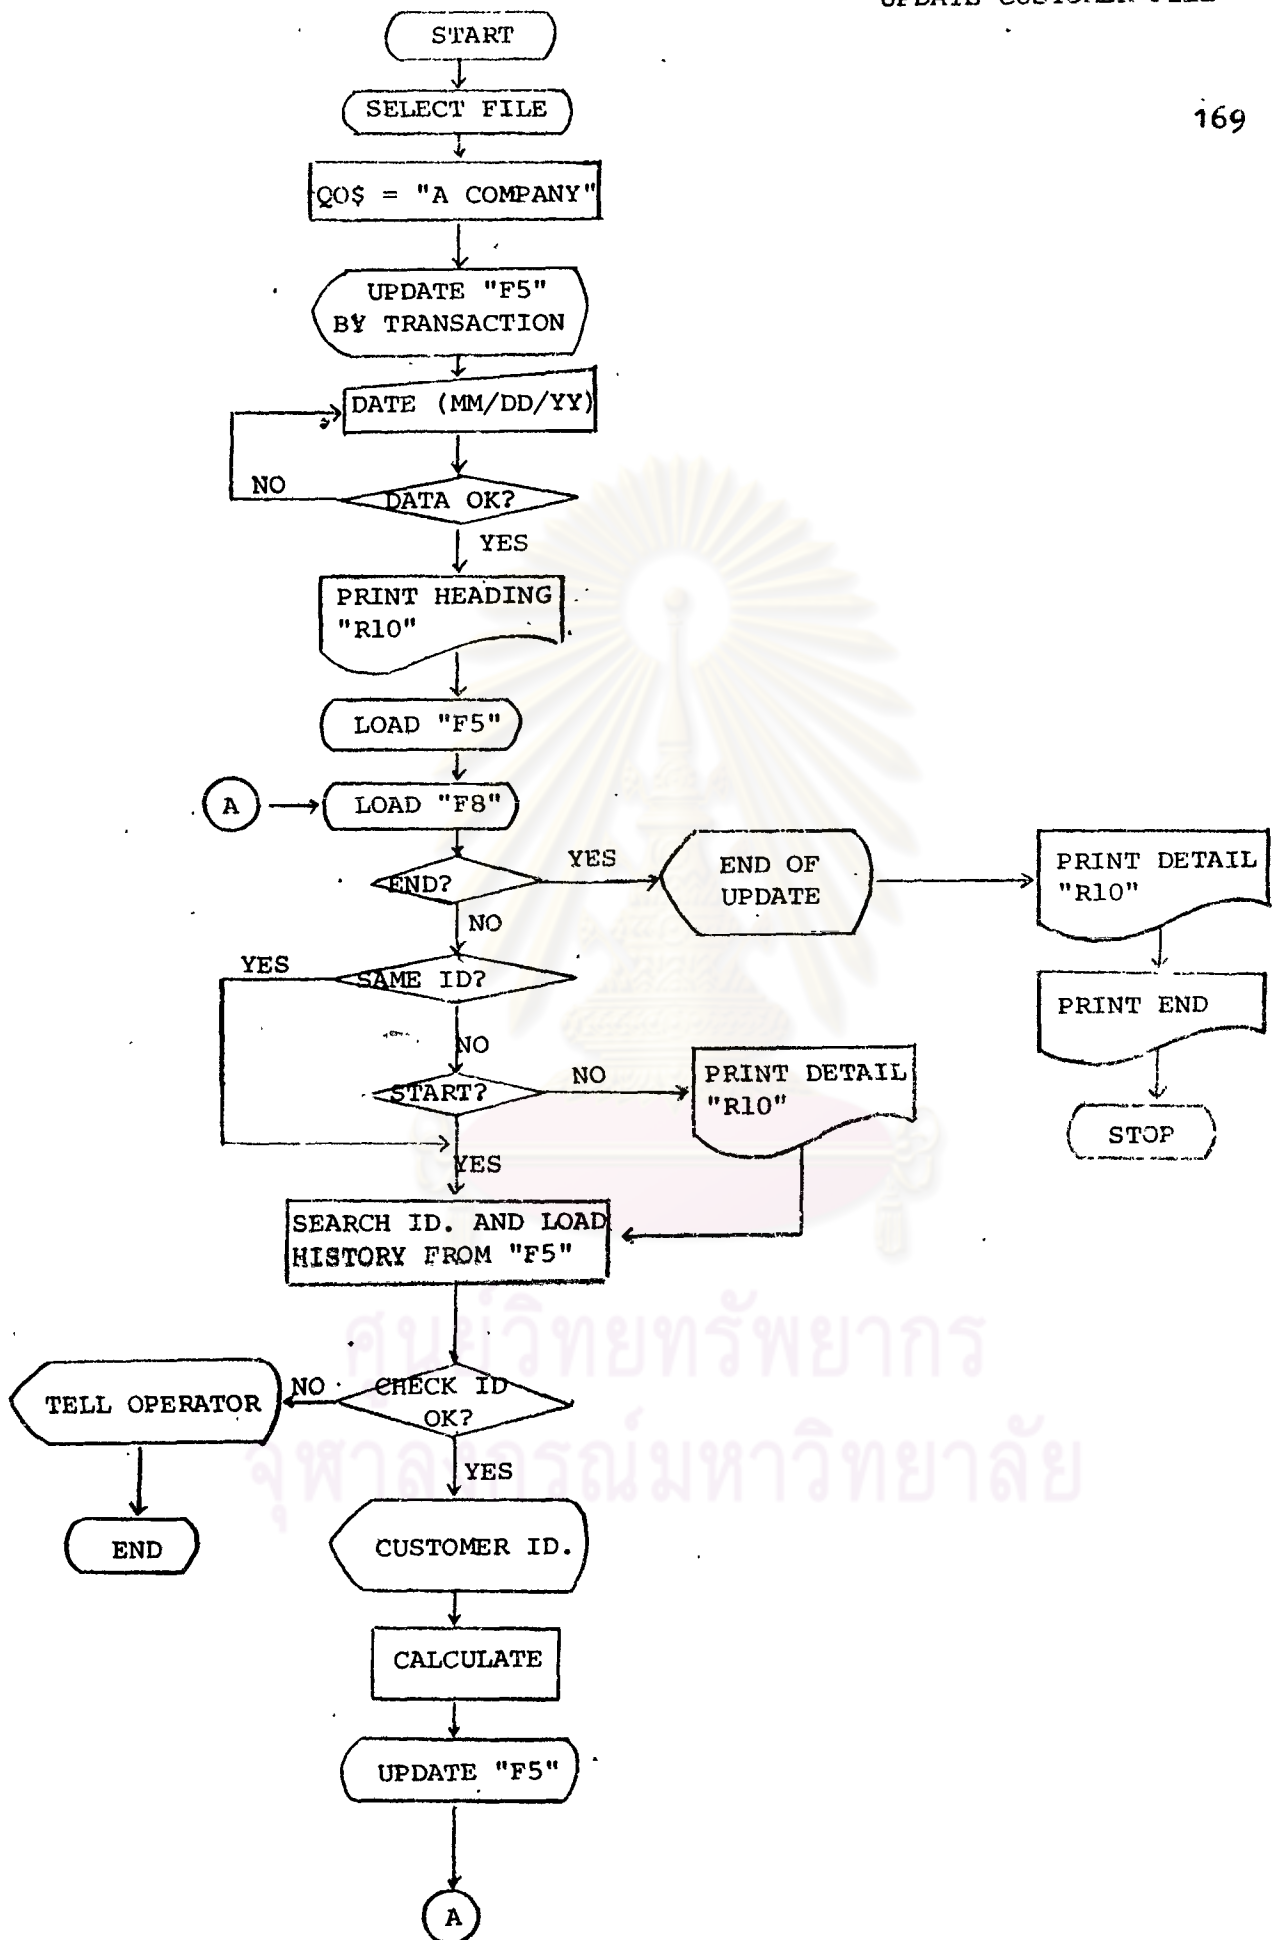 UPDATE CUSTOMER FILE
169
START
SELECT FILE
QO$ = "A COMPANY"
UPDATE "F5"
BY TRANSACTION
DATE (MM/DD/YY)
NO
DATA OK?
YES
PRINT HEADING
"R10"
LOAD "F5"
A
LOAD "F8"
END?
YES
END OF
UPDATE
PRINT DETAIL
"R10"
NO
YES
SAME ID?
PRINT END
NO
START?
NO
PRINT DETAIL
"R10"
STOP
YES
SEARCH ID. AND LOAD
HISTORY FROM "F5"
ศูนย์วิทยทรัพยากร
TELL OPERATOR
NO
CHECK ID
OK?
จุฬาลงกรณ์มหาวิทยาลัย
YES
END
CUSTOMER ID.
CALCULATE
UPDATE "F5"
A